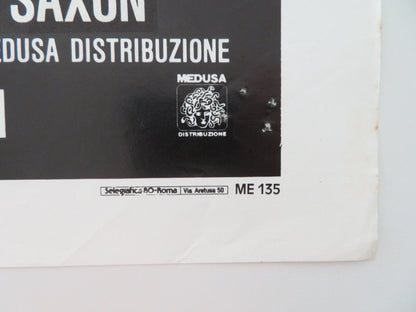 SAXON
MEDUSA DISTRIBUZIONE
MEDUSA
DISTRIBUZIONE
Selegrafica 80-Roma | Via Aretusa 50 ME 135